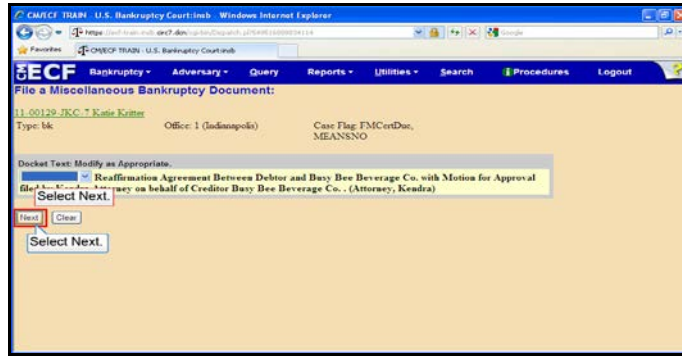 CM/ECF TRAIN - U.S. Bankruptcy Court:insb - Windows Internet Explorer
Google
Favorites CM/ECF TRAIN - U.S. Bankruptcy Court:insb
ECF Bankruptcy Adversary Query Reports Utilities Search Procedures Logout ?
File a Miscellaneous Bankruptcy Document:
11-00129-JKC-7 Katie Kritter
Type: bk Office: 1 (Indianapolis) Case Flag: FMCertDue,
MEANSNO
Docket Text: Modify as Appropriate.
Reaffirmation Agreement Between Debtor and Busy Bee Beverage Co. with Motion for Approval
filed by Attorney on behalf of Creditor Busy Bee Beverage Co. . (Attorney, Kendra)
Select Next.
Next Clear
Select Next.